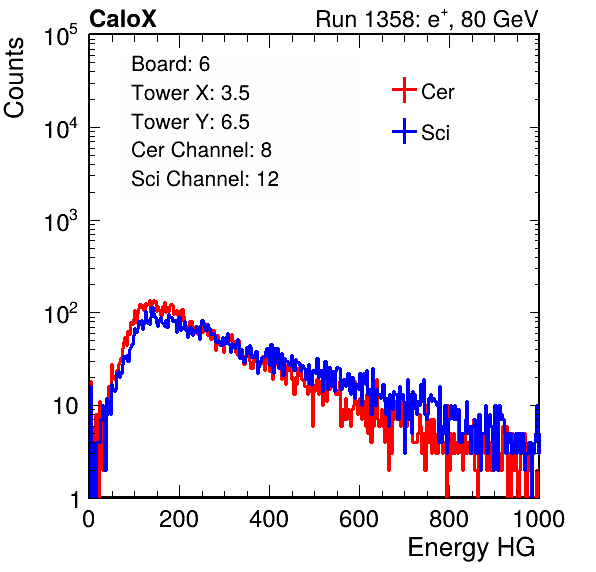 CaloX Run 1358: e⁺, 80 GeV
Counts
10⁵
10⁴
10³
10²
10
1
Board: 6
Tower X: 3.5
Tower Y: 6.5
Cer Channel: 8
Sci Channel: 12
Cer
Sci
0 200 400 600 800 1000
Energy HG